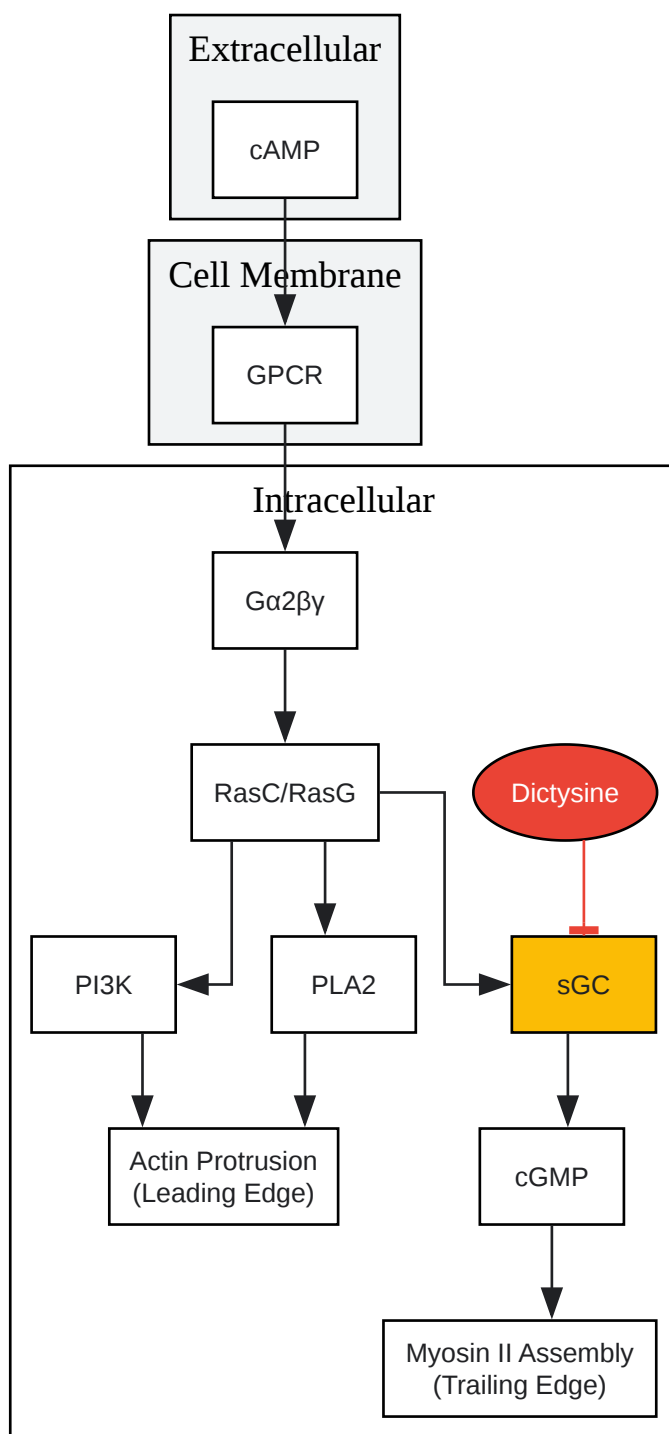 Extracellular
cAMP
Cell Membrane
GPCR
Intracellular
Gα2βγ
RasC/RasG
Dictysine
PI3K
PLA2
sGC
Actin Protrusion
(Leading Edge)
cGMP
Myosin II Assembly
(Trailing Edge)